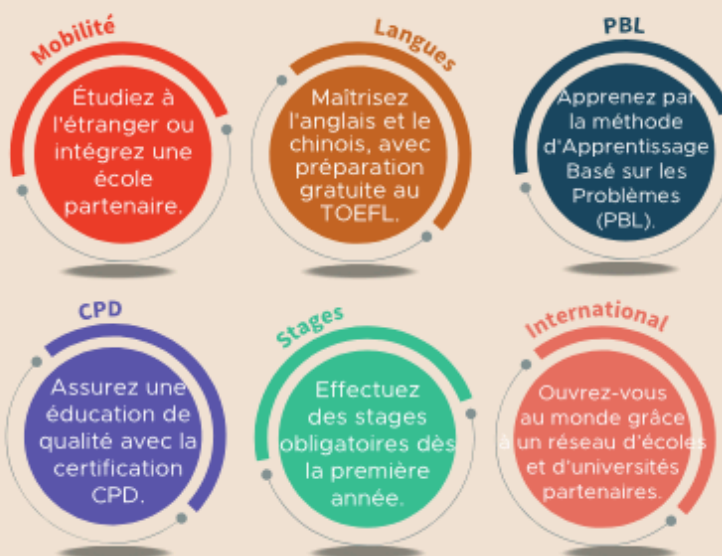 Mobilité
Étudiez à
l'étranger ou
intégrez une
école
partenaire.
Langues
Maîtrisez
l'anglais et le
chinois, avec
préparation
gratuite au
TOEFL.
PBL
Apprenez par
la méthode
d'Apprentissage
Basé sur les
Problèmes
(PBL).
CPD
Assurez une
éducation de
qualité avec la
certification
CPD.
Stages
Effectuez
des stages
obligatoires dès
la première
année.
International
Ouvrez-vous
au monde grâce
à un réseau d'écoles
et d'universités
partenaires.